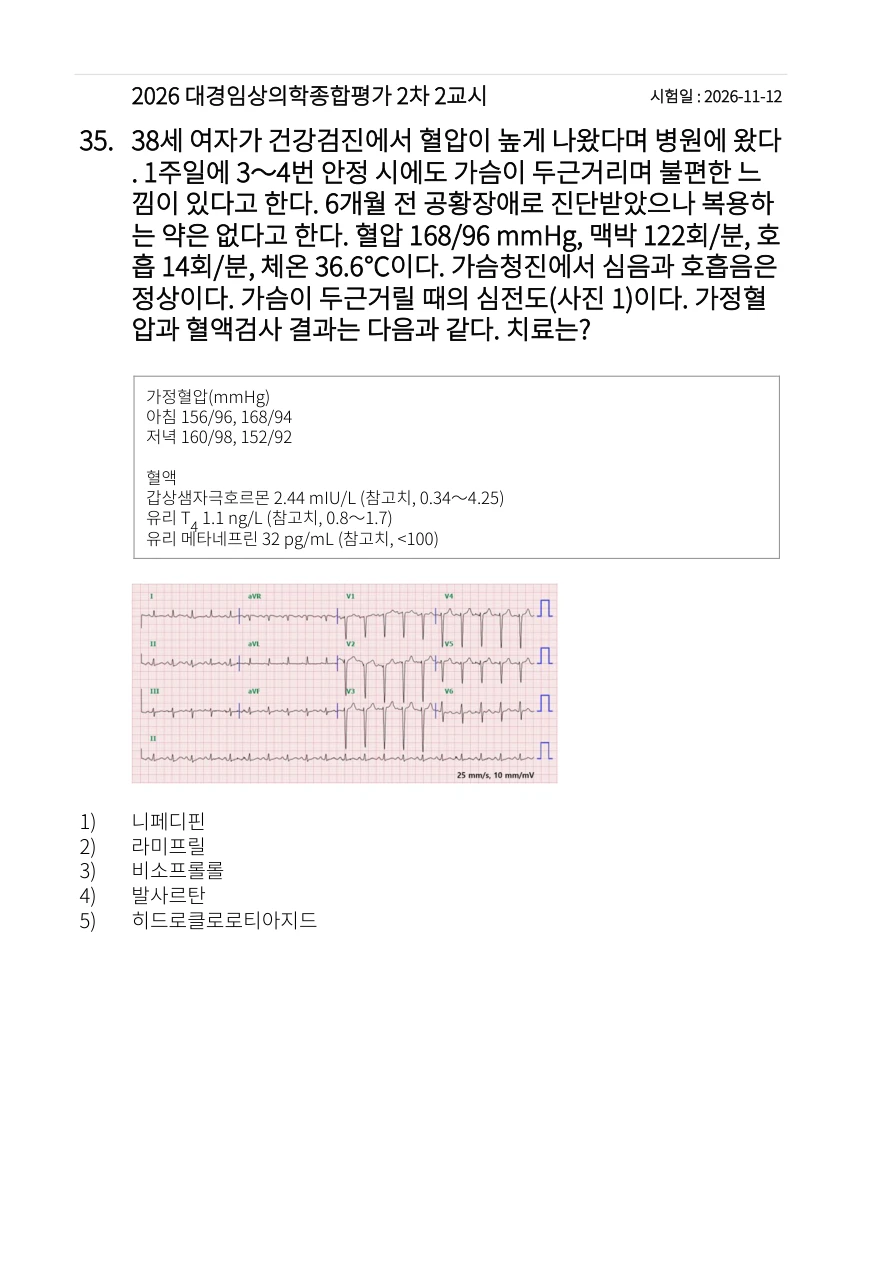 2026 대경임상의학종합평가 2차 2교시
시험일 : 2026-11-12
35. 38세 여자가 건강검진에서 혈압이 높게 나왔다며 병원에 왔다
. 1주일에 3~4번 안정 시에도 가슴이 두근거리며 불편한 느
낌이 있다고 한다. 6개월 전 공황장애로 진단받았으나 복용하
는 약은 없다고 한다. 혈압 168/96 mmHg, 맥박 122회/분, 호
흡 14회/분, 체온 36.6℃이다. 가슴청진에서 심음과 호흡음은
정상이다. 가슴이 두근거릴 때의 심전도(사진 1)이다. 가정혈
압과 혈액검사 결과는 다음과 같다. 치료는?
가정혈압(mmHg)
아침 156/96, 168/94
저녁 160/98, 152/92
혈액
갑상샘자극호르몬 2.44 mIU/L (참고치, 0.34~4.25)
유리 T4 1.1 ng/L (참고치, 0.8~1.7)
유리 메타네프린 32 pg/mL (참고치, <100)
I aVR V1 V4
II aVL V2 V5
III aVF V3 V6
II
25 mm/s, 10 mm/mV
1) 니페디핀
2) 라미프릴
3) 비소프롤롤
4) 발사르탄
5) 히드로클로로티아지드